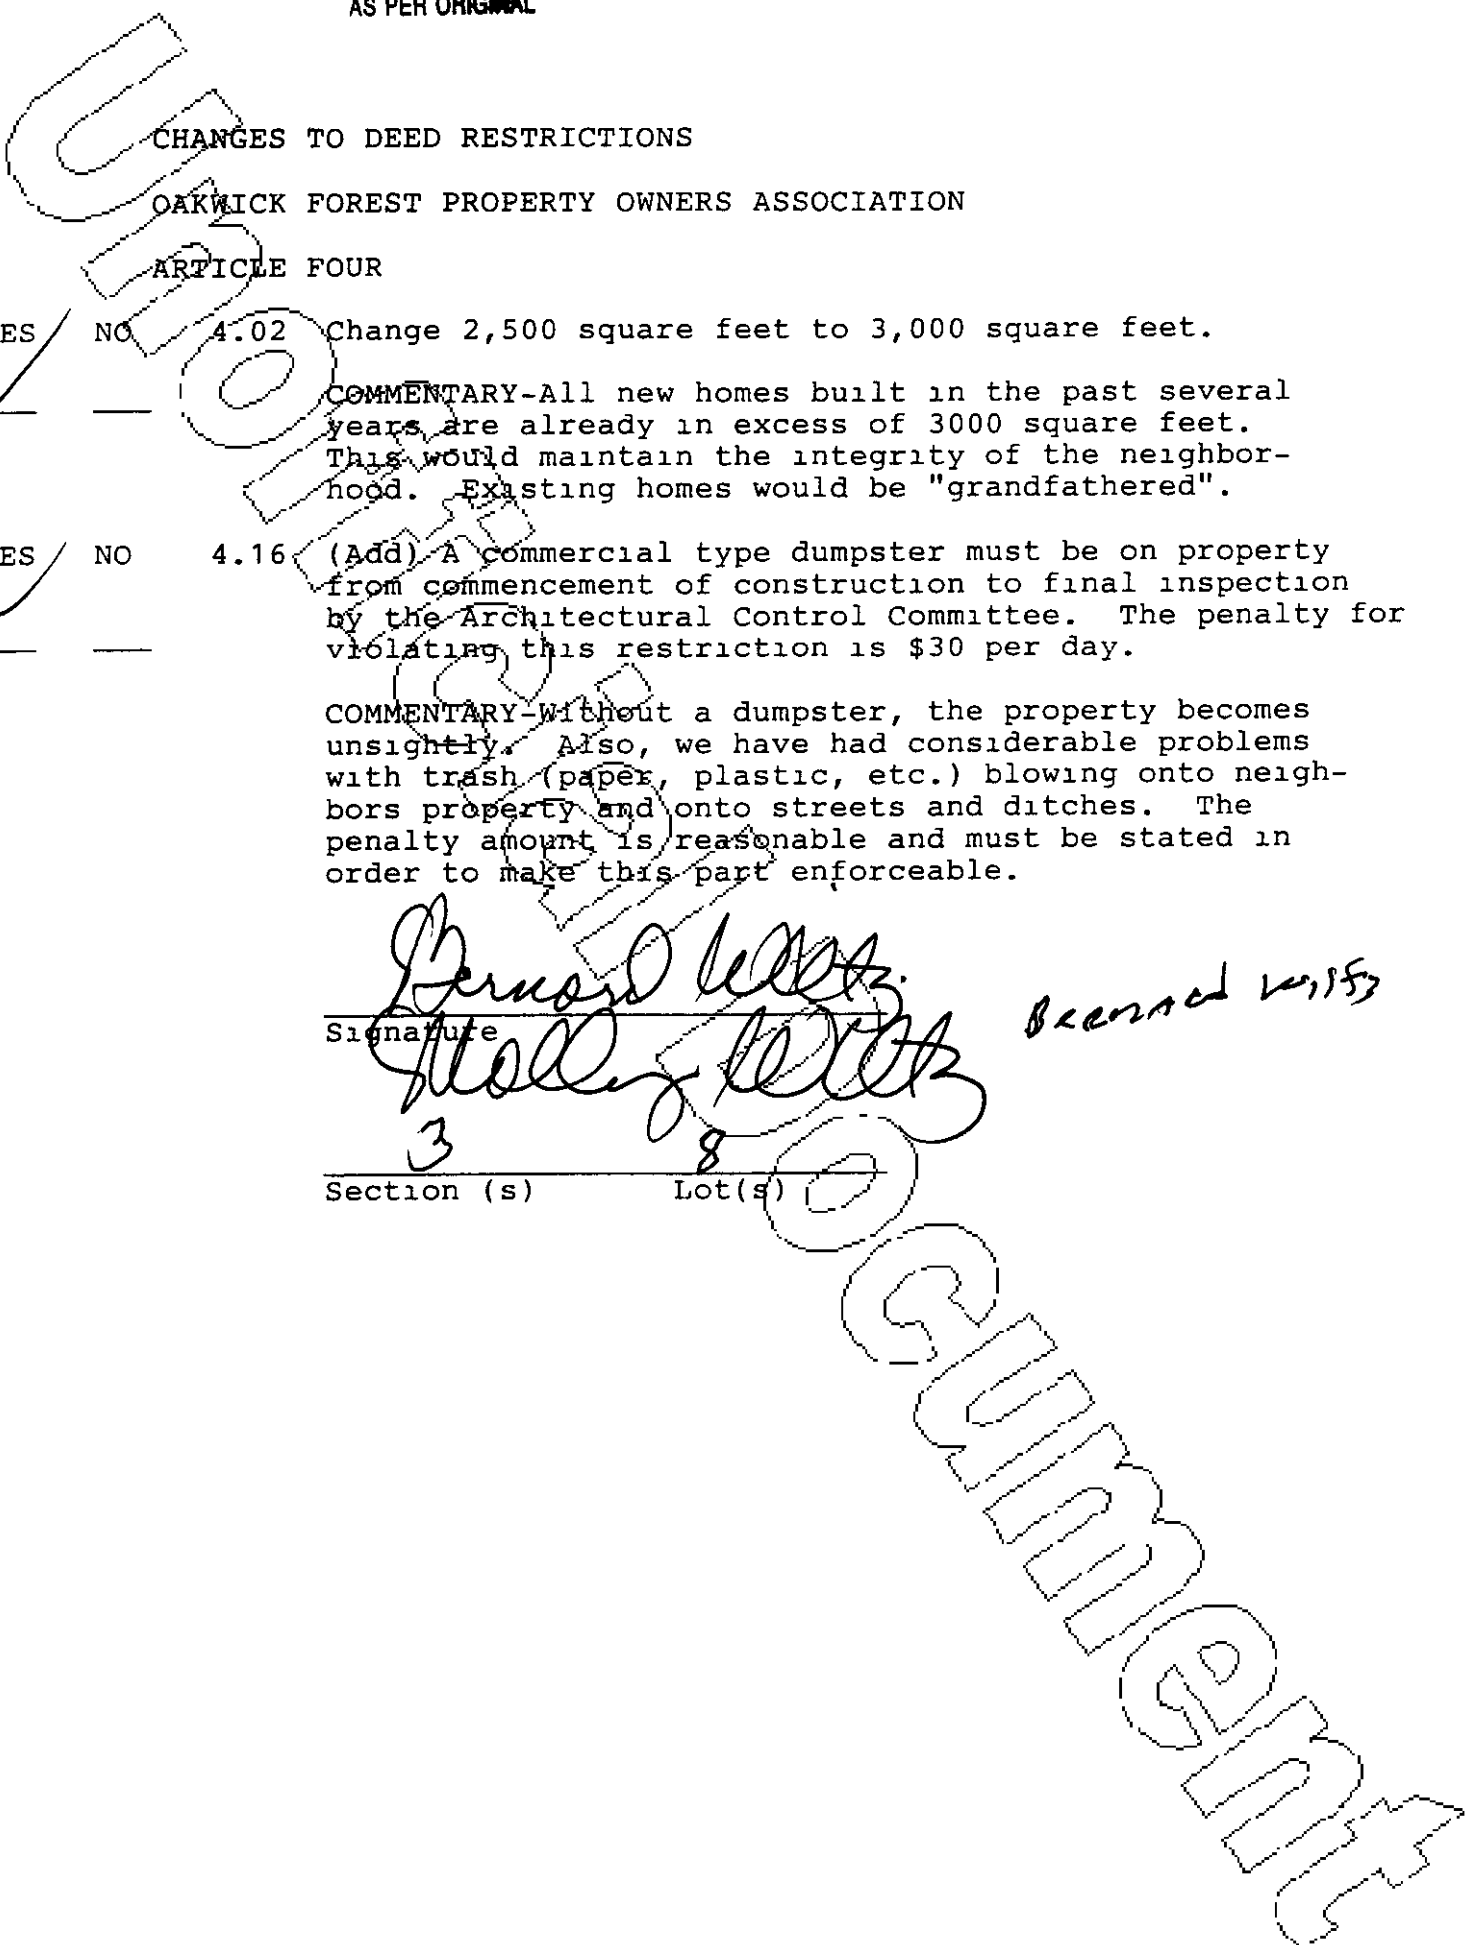 AS PER ORIGINAL
CHANGES TO DEED RESTRICTIONS
OAKWICK FOREST PROPERTY OWNERS ASSOCIATION
ARTICLE FOUR
ES NO 4.02 Change 2,500 square feet to 3,000 square feet.
COMMENTARY-All new homes built in the past several
years are already in excess of 3000 square feet.
This would maintain the integrity of the neighbor-
hood. Existing homes would be "grandfathered".
ES NO 4.16 (Add) A commercial type dumpster must be on property
from commencement of construction to final inspection
by the Architectural Control Committee. The penalty for
violating this restriction is $30 per day.
COMMENTARY-Without a dumpster, the property becomes
unsightly. Also, we have had considerable problems
with trash (paper, plastic, etc.) blowing onto neigh-
bors property and onto streets and ditches. The
penalty amount is reasonable and must be stated in
order to make this part enforceable.
Bernard Wiltz
Signature
Molly Wiltz
3 8
Section (s) Lot(s)
Unofficial Document